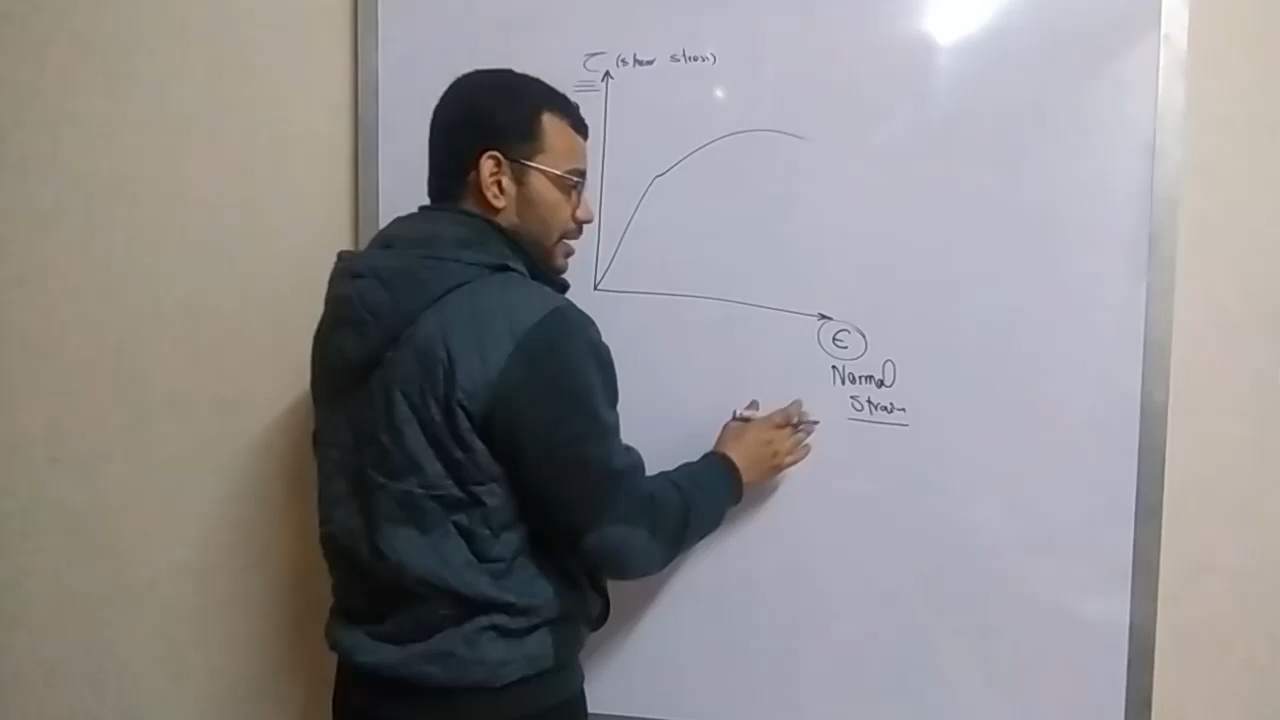 τ (shear stress)
ϵ
Normal
Strain